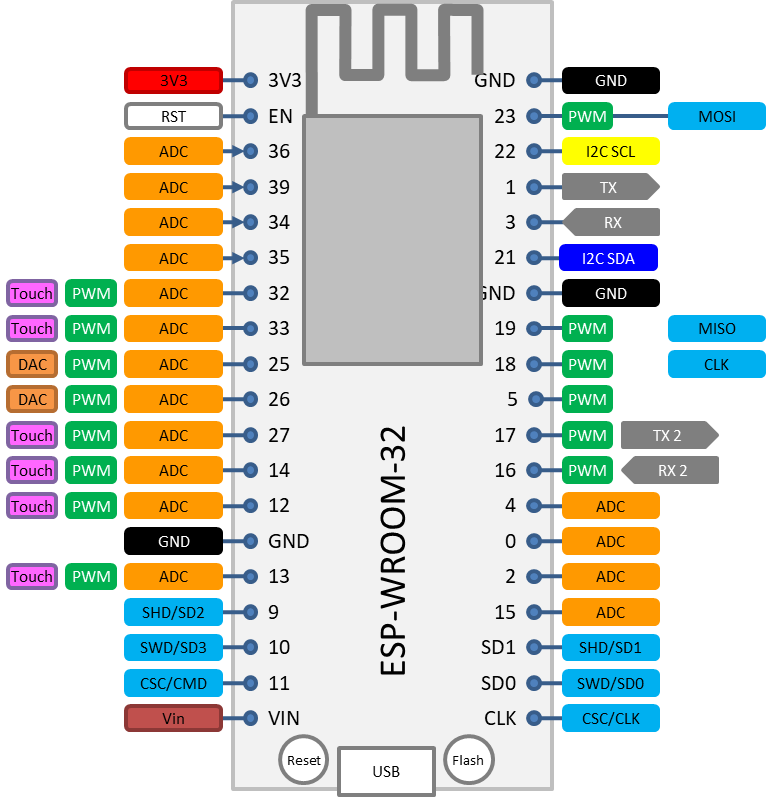 3V3 3V3 GND GND
RST EN 23 PWM MOSI
ADC 36 22 I2C SCL
ADC 39 1 TX
ADC 34 3 RX
ADC 35 21 I2C SDA
Touch PWM ADC 32 GND GND
Touch PWM ADC 33 19 PWM MISO
DAC PWM ADC 25 18 PWM CLK
DAC PWM ADC 26 5 PWM
Touch PWM ADC 27 17 PWM TX 2
Touch PWM ADC 14 16 PWM RX 2
Touch PWM ADC 12 4 ADC
GND GND 0 ADC
Touch PWM ADC 13 2 ADC
SHD/SD2 9 15 ADC
SWD/SD3 10 SD1 SHD/SD1
CSC/CMD 11 SD0 SWD/SD0
Vin VIN CLK CSC/CLK
ESP-WROOM-32
Reset USB Flash